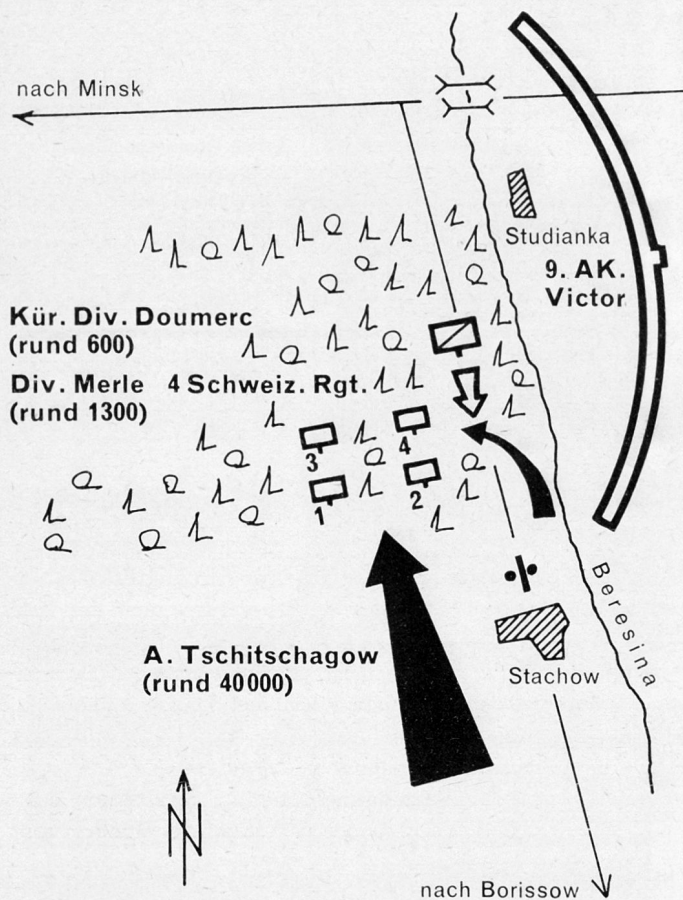 nach Minsk
Studianka
9. AK.
Victor
Kür. Div. Doumerc
(rund 600)
Div. Merle 4 Schweiz. Rgt.
(rund 1300)
3
4
1
2
Beresina
A. Tschitschagow
(rund 40000)
Stachow
N
nach Borissow